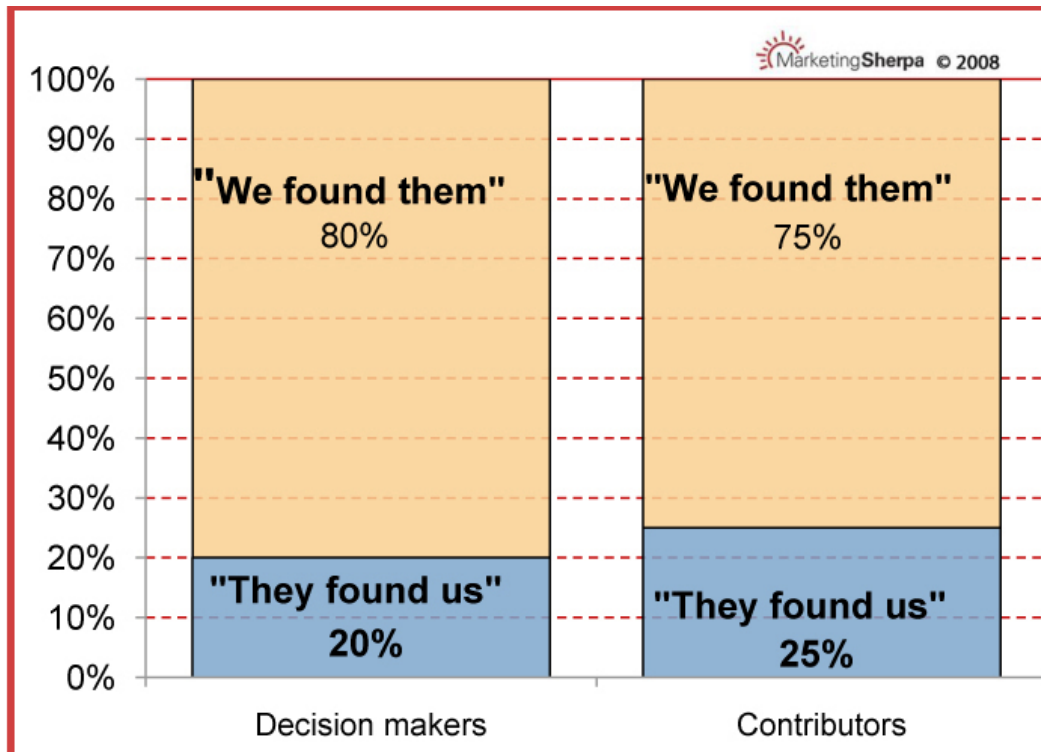 MarketingSherpa © 2008
100%
90%
80%
70%
60%
50%
40%
30%
20%
10%
0%
"We found them"
80%
"They found us"
20%
"We found them"
75%
"They found us"
25%
Decision makers
Contributors